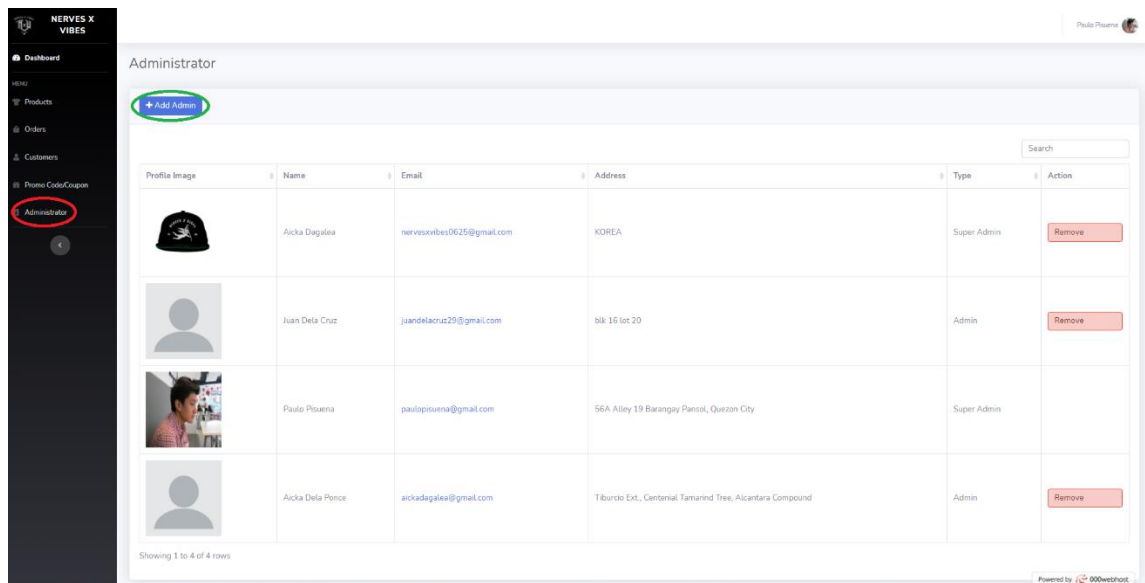 NERVES X
VIBES
Paulo Pisuena
Dashboard
Administrator
MENU
Products
+ Add Admin
Orders
Search
Customers
Profile Image Name Email Address Type Action
Promo Code/Coupon
Administrator
Aicka Dagalea nervesxvibes0625@gmail.com KOREA Super Admin Remove
Juan Dela Cruz juandelacruz29@gmail.com blk 16 lot 20 Admin Remove
Paulo Pisuena paulopisuena@gmail.com 56A Alley 19 Barangay Pansol, Quezon City Super Admin
Aicka Dela Ponce aickadagalea@gmail.com Tiburcio Ext., Centenial Tamarind Tree, Alcantara Compound Admin Remove
Showing 1 to 4 of 4 rows
Powered by 000webhost